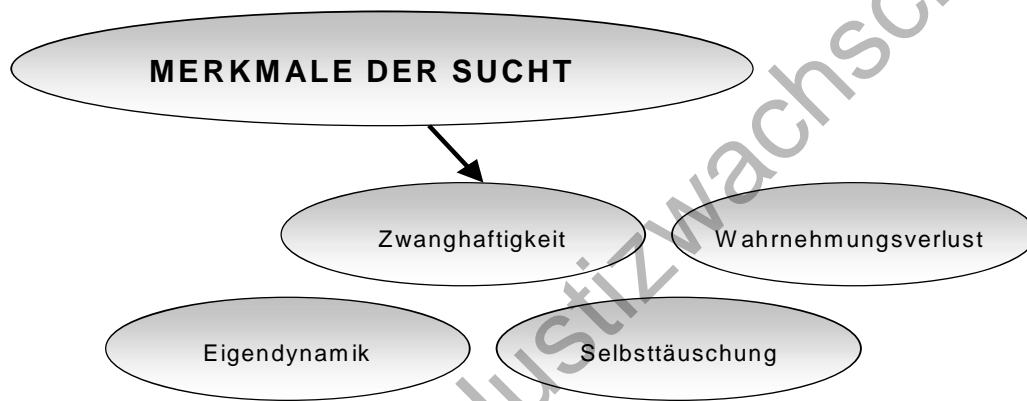 MERKMALE DER SUCHT
Zwanghaftigkeit
Wahrnehmungsverlust
Eigendynamik
Selbsttäuschung